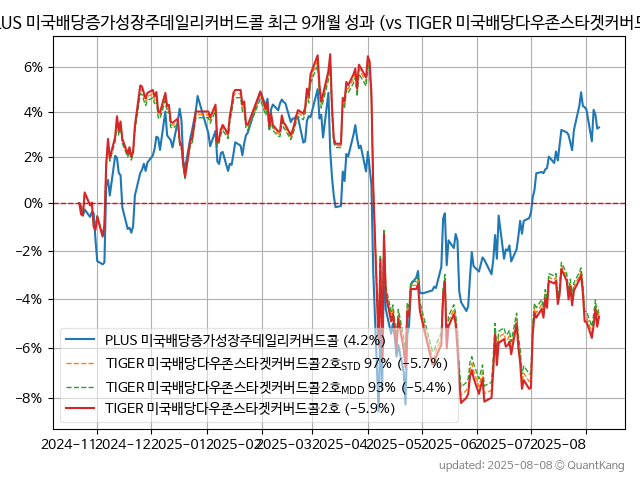 LUS 미국배당증가성장주데일리커버드콜 최근 9개월 성과 (vs TIGER 미국배당다우존스타겟커버드
6%
4%
2%
0%
−2%
−4%
−6%
−8%
PLUS 미국배당증가성장주데일리커버드콜 (4.2%)
TIGER 미국배당다우존스타겟커버드콜2호STD 97% (−5.7%)
TIGER 미국배당다우존스타겟커버드콜2호MDD 93% (−5.4%)
TIGER 미국배당다우존스타겟커버드콜2호 (−5.9%)
2024-11 2024-12 2025-01 2025-02 2025-03 2025-04 2025-05 2025-06 2025-07 2025-08
updated: 2025-08-08 © QuantKang